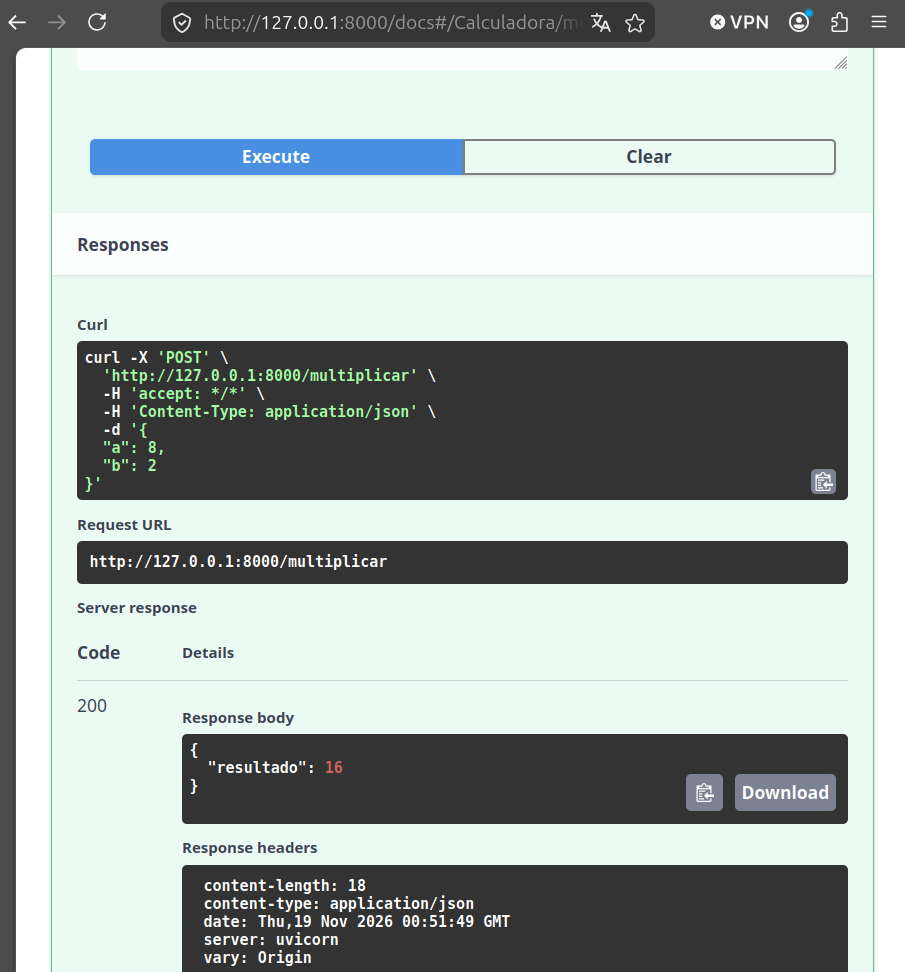 http://127.0.0.1:8000/docs#/Calculadora/m
VPN
Execute
Clear
Responses
Curl
curl -X 'POST' \
  'http://127.0.0.1:8000/multiplicar' \
  -H 'accept: */*' \
  -H 'Content-Type: application/json' \
  -d '{
  "a": 8,
  "b": 2
}'
Request URL
http://127.0.0.1:8000/multiplicar
Server response
Code
Details
200
Response body
{
  "resultado": 16
}
Download
Response headers
content-length: 18
content-type: application/json
date: Thu,19 Nov 2026 00:51:49 GMT
server: uvicorn
vary: Origin